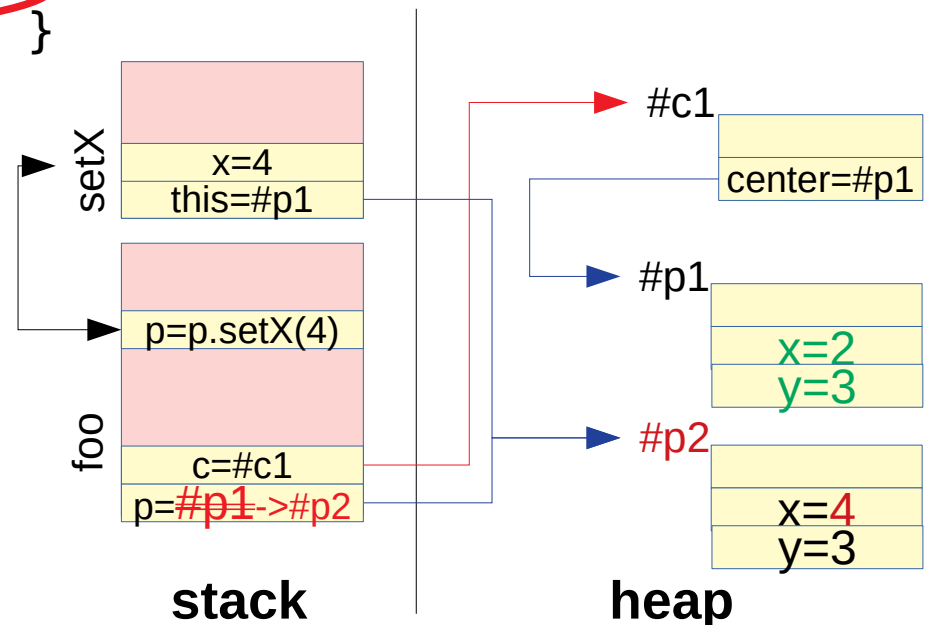 }
setX
x=4
this=#p1
p=p.setX(4)
foo
c=#c1
p=#p1->#p2
stack
#c1
center=#p1
#p1
x=2
y=3
#p2
x=4
y=3
heap